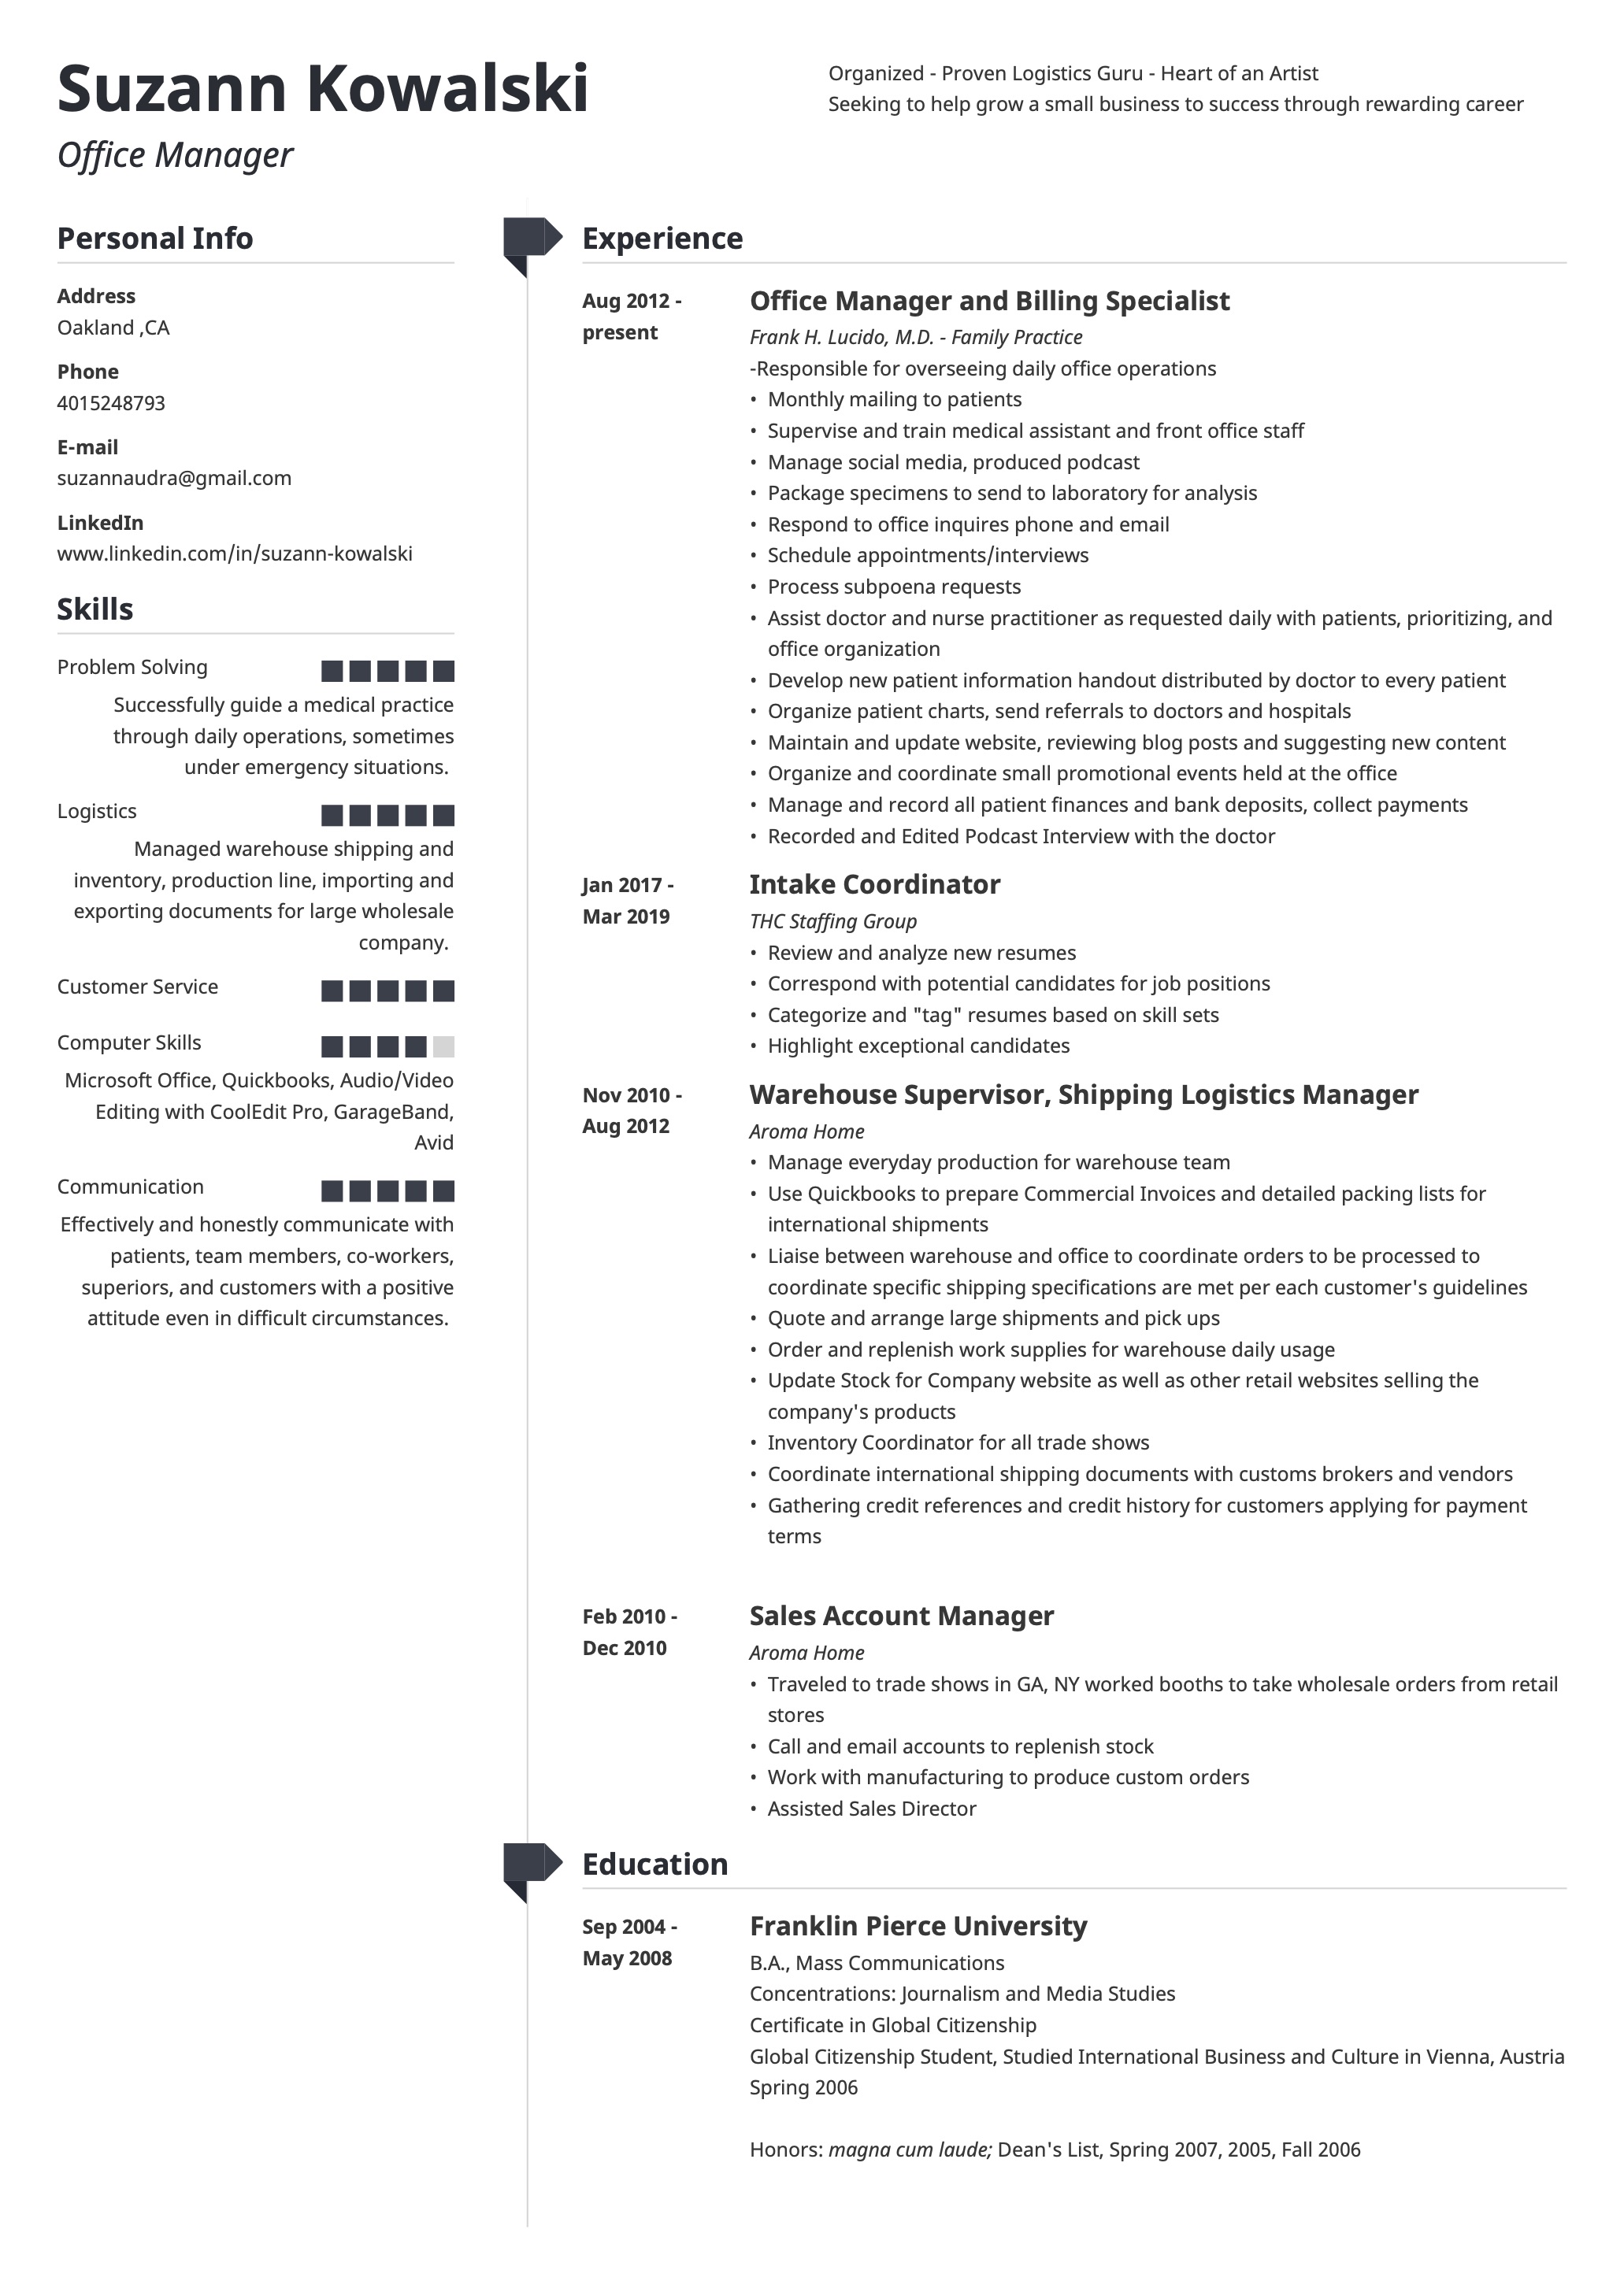 Suzann Kowalski
Office Manager
Organized - Proven Logistics Guru - Heart of an Artist
Seeking to help grow a small business to success through rewarding career
Personal Info
Address
Oakland ,CA
Phone
4015248793
E-mail
suzannaudra@gmail.com
LinkedIn
www.linkedin.com/in/suzann-kowalski
Skills
Problem Solving
Successfully guide a medical practice
through daily operations, sometimes
under emergency situations.
Logistics
Managed warehouse shipping and
inventory, production line, importing and
exporting documents for large wholesale
company.
Customer Service
Computer Skills
Microsoft Office, Quickbooks, Audio/Video
Editing with CoolEdit Pro, GarageBand,
Avid
Communication
Effectively and honestly communicate with
patients, team members, co-workers,
superiors, and customers with a positive
attitude even in difficult circumstances.
Experience
Aug 2012 -
present
Office Manager and Billing Specialist
Frank H. Lucido, M.D. - Family Practice
-Responsible for overseeing daily office operations
• Monthly mailing to patients
• Supervise and train medical assistant and front office staff
• Manage social media, produced podcast
• Package specimens to send to laboratory for analysis
• Respond to office inquires phone and email
• Schedule appointments/interviews
• Process subpoena requests
• Assist doctor and nurse practitioner as requested daily with patients, prioritizing, and
office organization
• Develop new patient information handout distributed by doctor to every patient
• Organize patient charts, send referrals to doctors and hospitals
• Maintain and update website, reviewing blog posts and suggesting new content
• Organize and coordinate small promotional events held at the office
• Manage and record all patient finances and bank deposits, collect payments
• Recorded and Edited Podcast Interview with the doctor
Jan 2017 -
Mar 2019
Intake Coordinator
THC Staffing Group
• Review and analyze new resumes
• Correspond with potential candidates for job positions
• Categorize and "tag" resumes based on skill sets
• Highlight exceptional candidates
Nov 2010 -
Aug 2012
Warehouse Supervisor, Shipping Logistics Manager
Aroma Home
• Manage everyday production for warehouse team
• Use Quickbooks to prepare Commercial Invoices and detailed packing lists for
international shipments
• Liaise between warehouse and office to coordinate orders to be processed to
coordinate specific shipping specifications are met per each customer's guidelines
• Quote and arrange large shipments and pick ups
• Order and replenish work supplies for warehouse daily usage
• Update Stock for Company website as well as other retail websites selling the
company's products
• Inventory Coordinator for all trade shows
• Coordinate international shipping documents with customs brokers and vendors
• Gathering credit references and credit history for customers applying for payment
terms
Feb 2010 -
Dec 2010
Sales Account Manager
Aroma Home
• Traveled to trade shows in GA, NY worked booths to take wholesale orders from retail
stores
• Call and email accounts to replenish stock
• Work with manufacturing to produce custom orders
• Assisted Sales Director
Education
Sep 2004 -
May 2008
Franklin Pierce University
B.A., Mass Communications
Concentrations: Journalism and Media Studies
Certificate in Global Citizenship
Global Citizenship Student, Studied International Business and Culture in Vienna, Austria
Spring 2006
Honors: magna cum laude; Dean's List, Spring 2007, 2005, Fall 2006